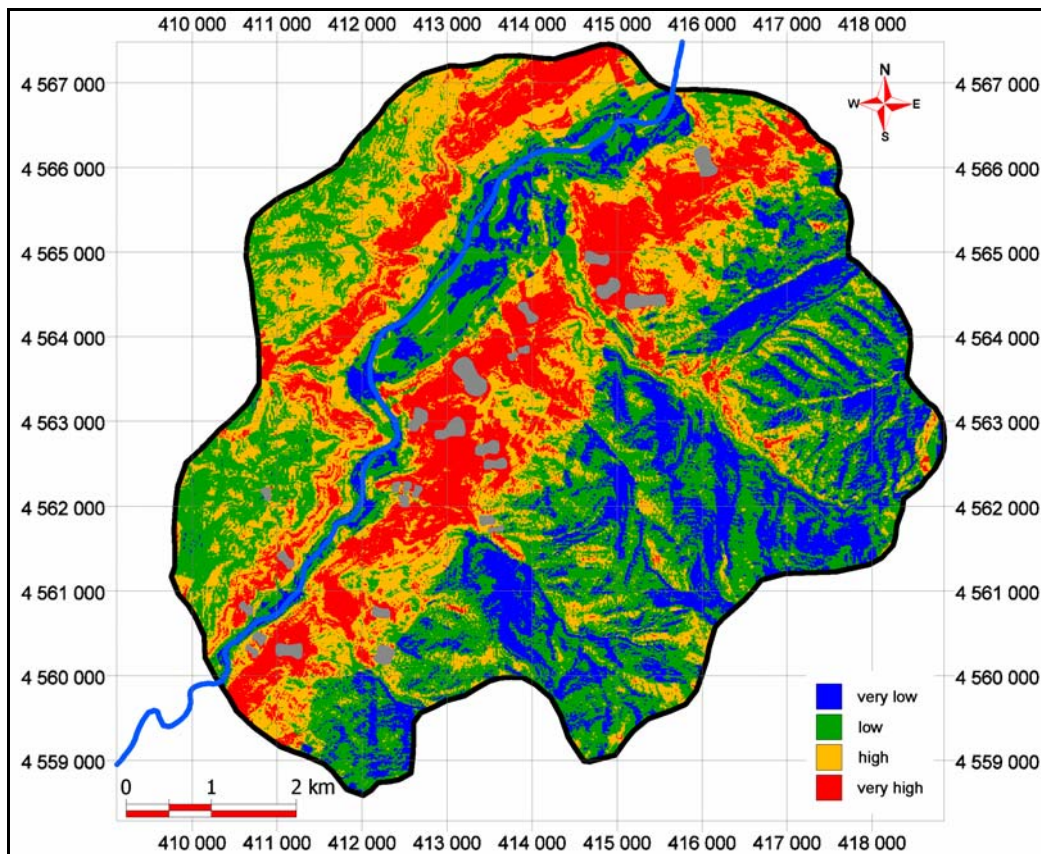 410 000 411 000 412 000 413 000 414 000 415 000 416 000 417 000 418 000
4 567 000 4 567 000
N
W E
S
4 566 000 4 566 000
4 565 000 4 565 000
4 564 000 4 564 000
4 563 000 4 563 000
4 562 000 4 562 000
4 561 000 4 561 000
4 560 000 4 560 000
very low
low
4 559 000 4 559 000
high
0 1 2 km
very high
410 000 411 000 412 000 413 000 414 000 415 000 416 000 417 000 418 000